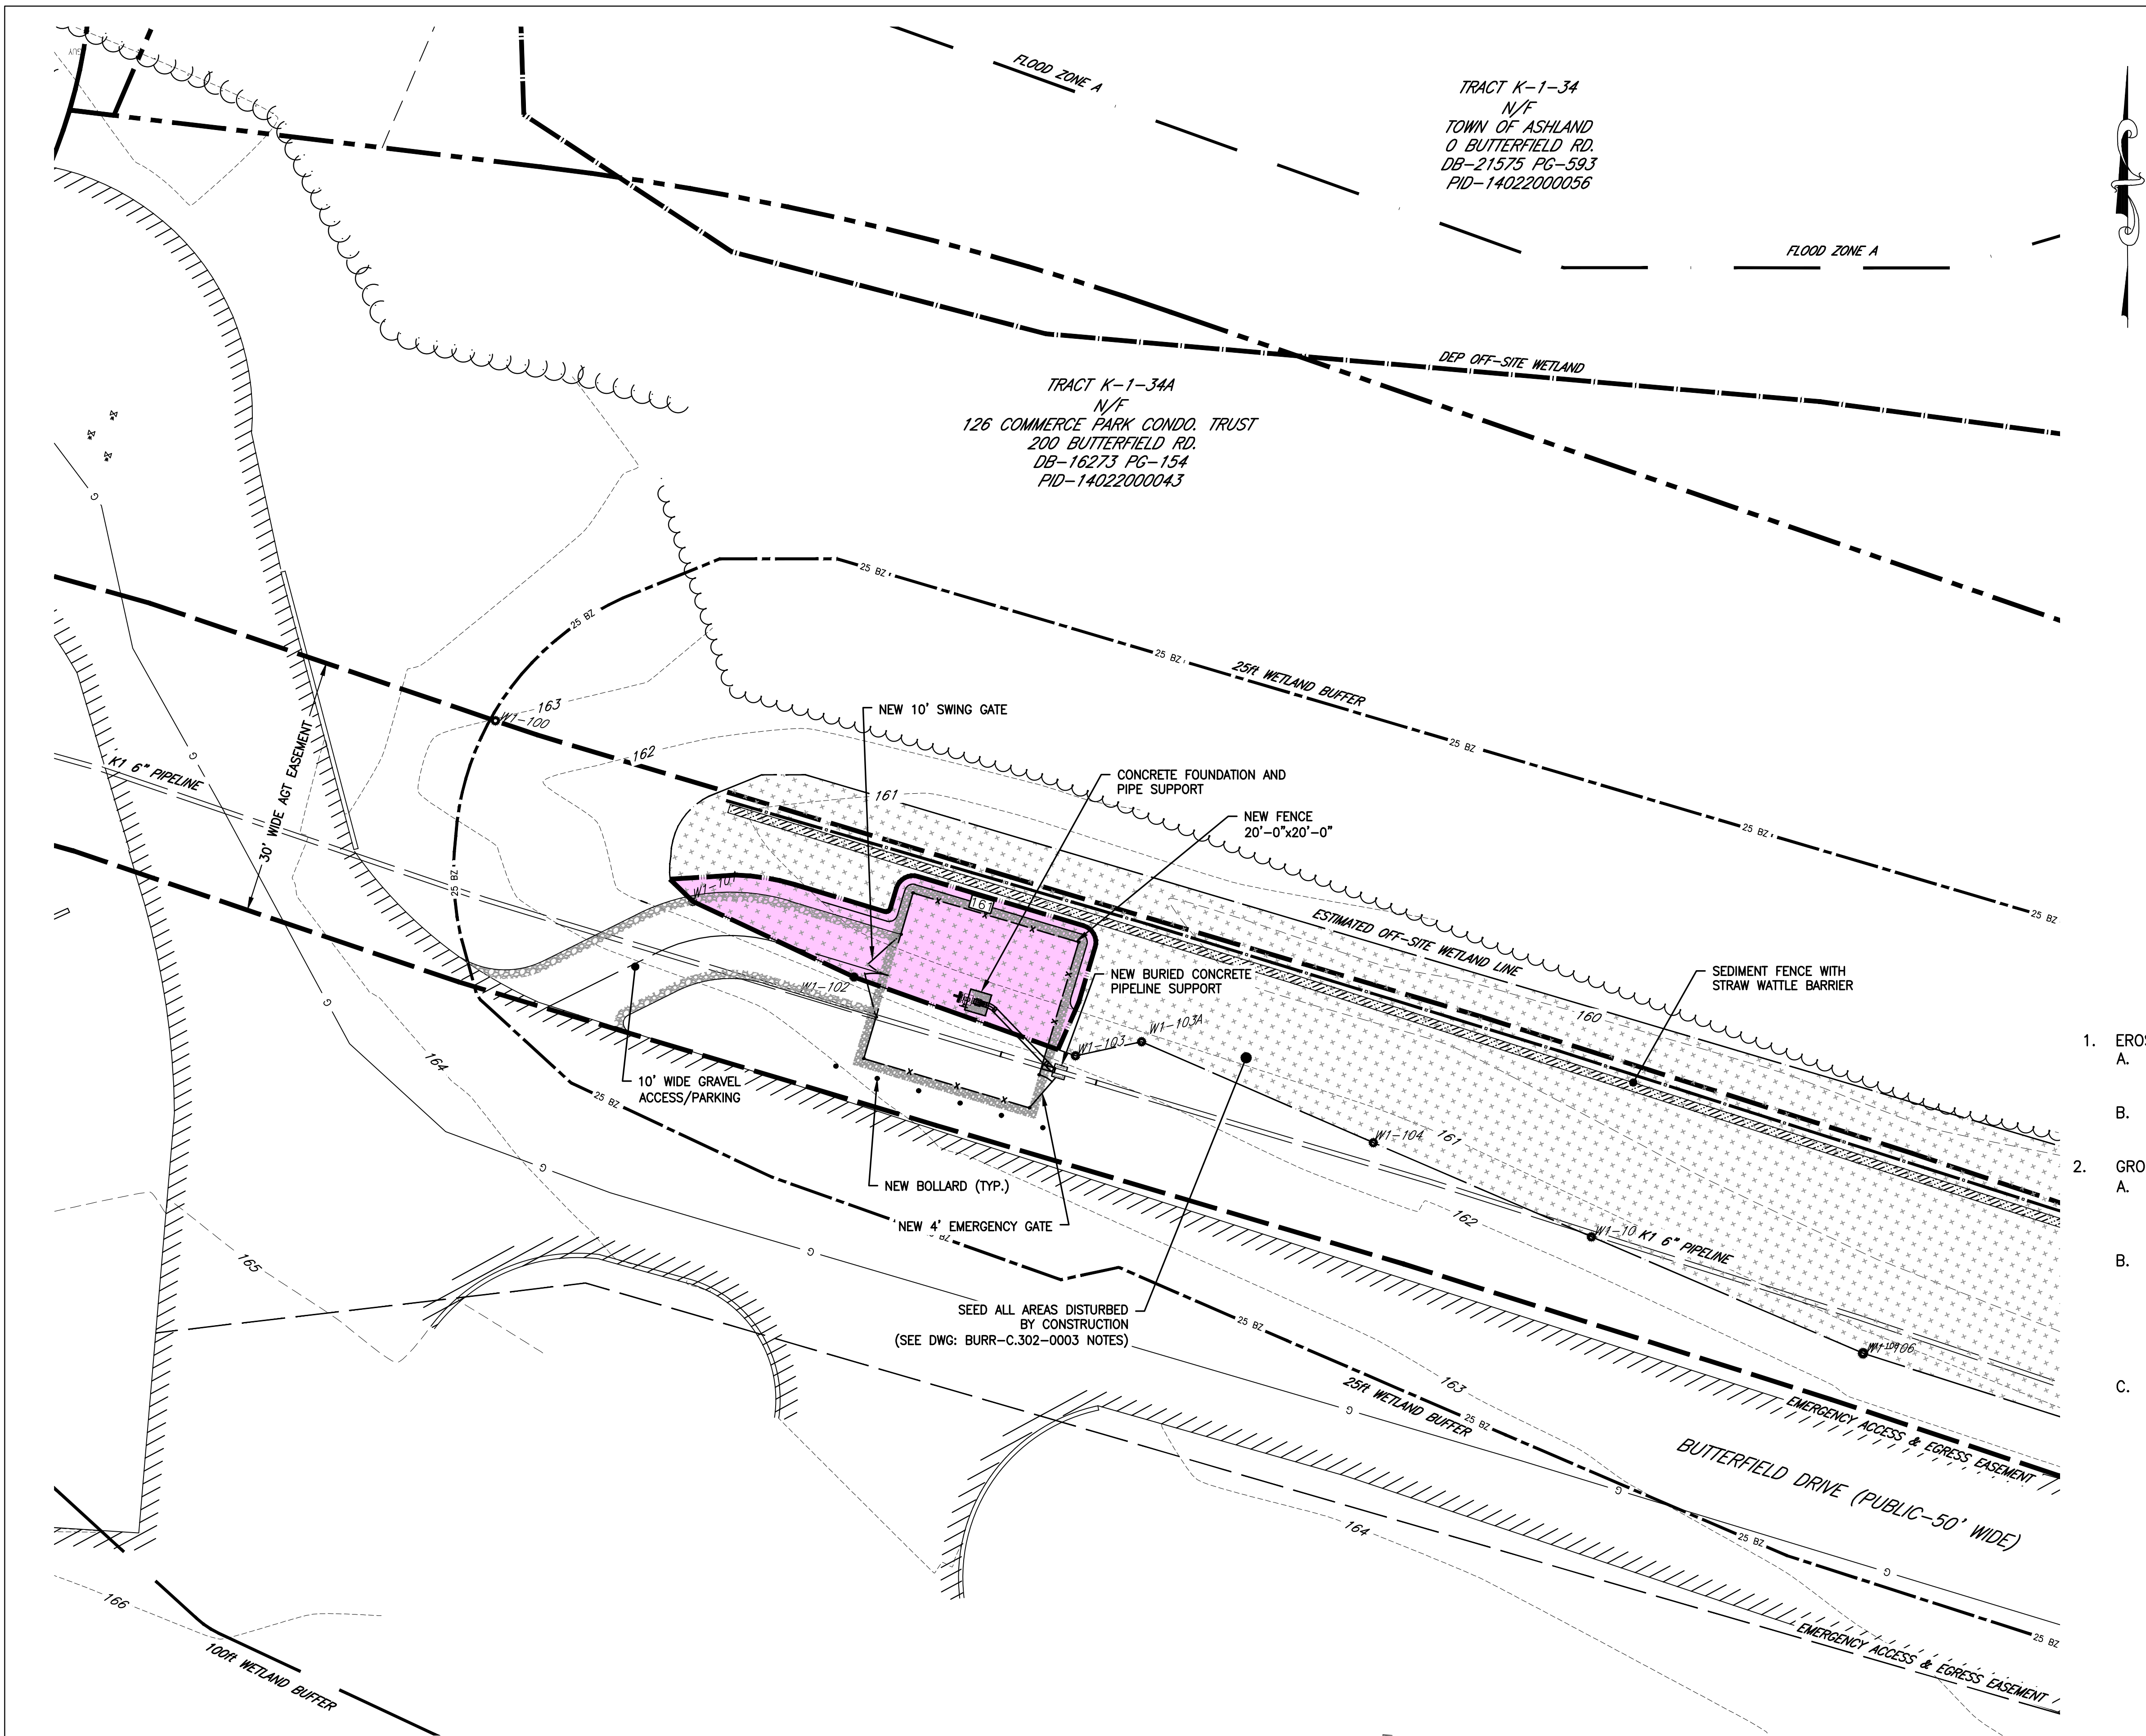 GUY
FLOOD ZONE A
TRACT K-1-34
N/F
TOWN OF ASHLAND
0 BUTTERFIELD RD.
DB-21575 PG-593
PID-14022000056
FLOOD ZONE A
DEP OFF-SITE WETLAND
TRACT K-1-34A
N/F
126 COMMERCE PARK CONDO. TRUST
200 BUTTERFIELD RD.
DB-16273 PG-154
PID-14022000043
G
25 BZ
25 BZ
25 BZ
25ft WETLAND BUFFER
25 BZ
25 BZ
25 BZ
163
W1-100
162
NEW 10' SWING GATE
30' WIDE AGT EASEMENT
K1 6" PIPELINE
G
CONCRETE FOUNDATION AND
PIPE SUPPORT
161
NEW FENCE
20'-0"x20'-0"
25 BZ
W1-101
161
ESTIMATED OFF-SITE WETLAND LINE
NEW BURIED CONCRETE
PIPELINE SUPPORT
SEDIMENT FENCE WITH
STRAW WATTLE BARRIER
W1-102
G
160
W1-103
W1-103A
164
10' WIDE GRAVEL
ACCESS/PARKING
25 BZ
W1-104
161
1. EROS
A.
B.
2. GRO
A.
B.
C.
G
NEW BOLLARD (TYP.)
NEW 4' EMERGENCY GATE
BZ
162
W1-10
K1 6" PIPELINE
165
G
SEED ALL AREAS DISTURBED
BY CONSTRUCTION
(SEE DWG: BURR-C.302-0003 NOTES)
25 BZ
163
25ft WETLAND BUFFER
25 BZ
G
EMERGENCY ACCESS & EGRESS EASEMENT
BUTTERFIELD DRIVE (PUBLIC-50' WIDE)
G
164
25 BZ
G
166
100ft WETLAND BUFFER
EMERGENCY ACCESS & EGRESS EASEMENT
25 BZ